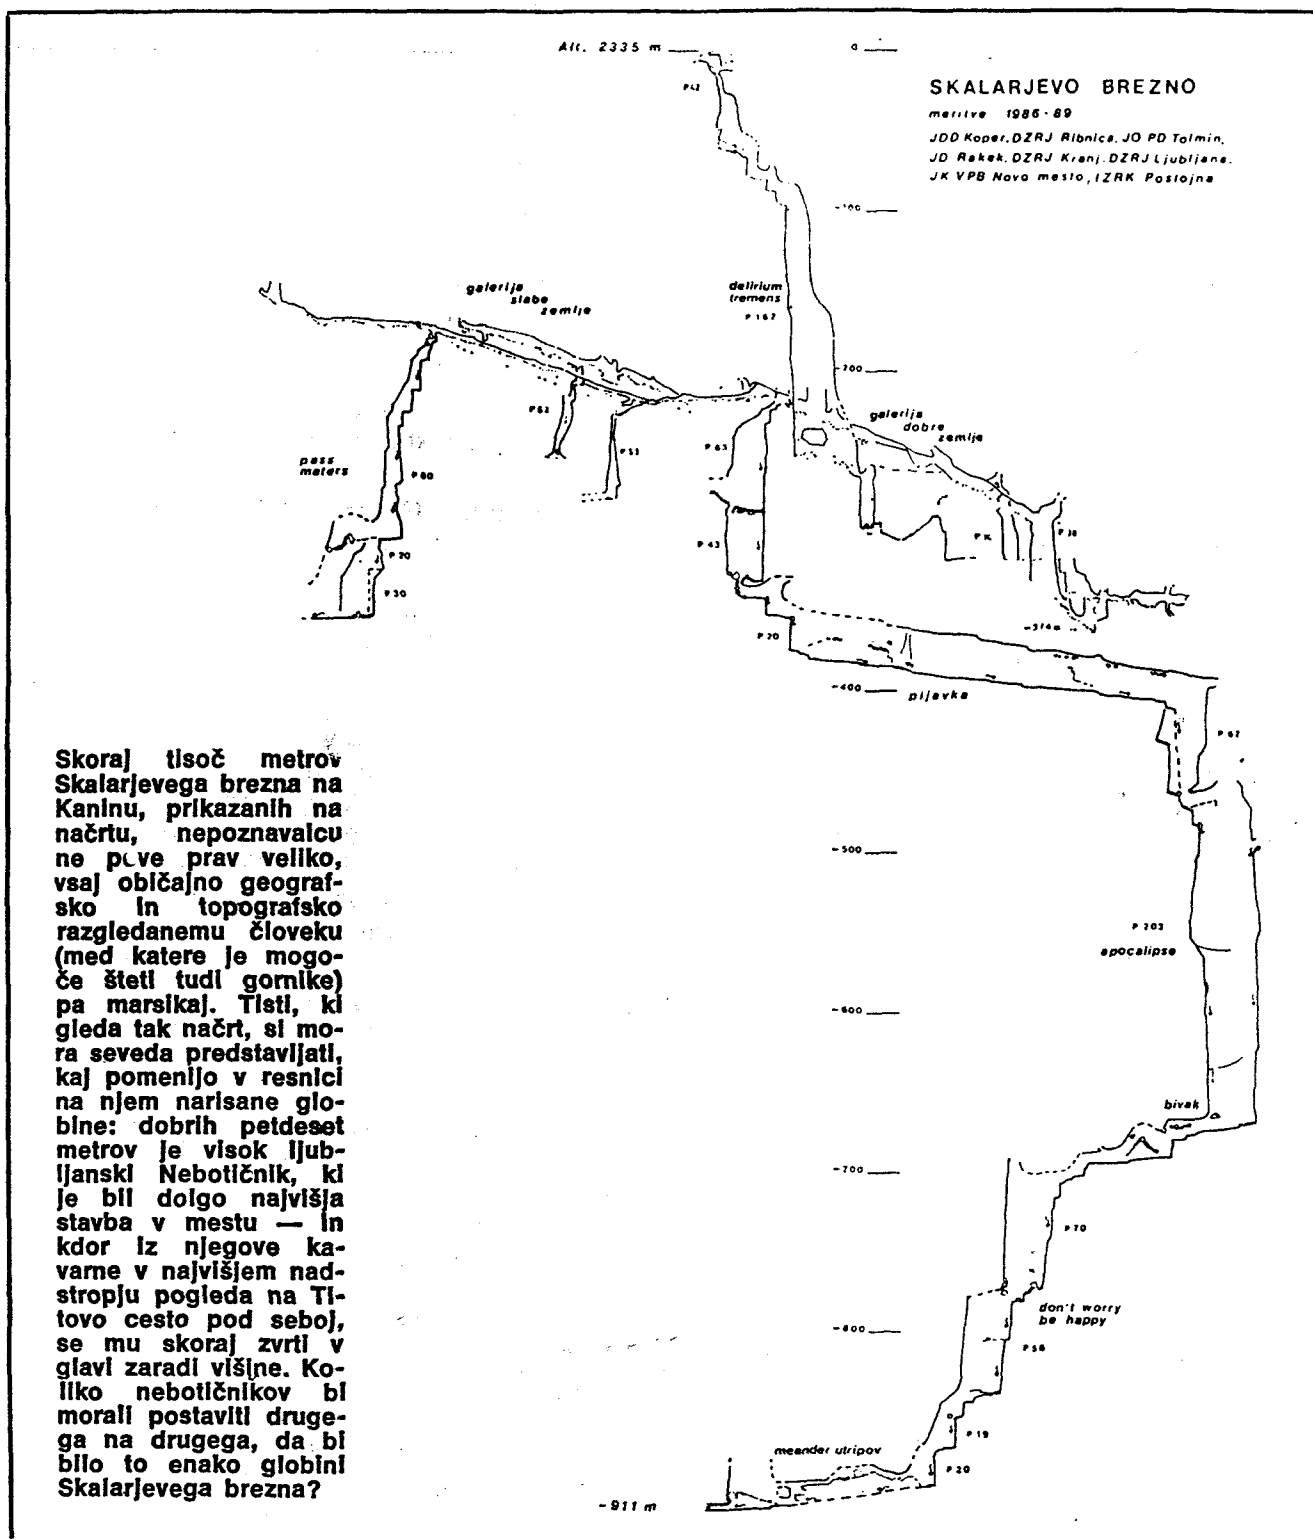 Alt. 2335 m
0
SKALARJEVO BREZNO
meritve 1986-89
JDD Koper, DZRJ Ribnica, JO PD Tolmin,
JD Rakek, DZRJ Kranj, DZRJ Ljubljana,
JK VPB Novo mesto, IZRK Postojna
P 42
-100
galerija
slabe
zemlje
delirium
tremens
P 162
-200
galerija
dobre
zemlje
P 62
P 53
P 65
pass
maters
P 80
P 43
P 20
P 30
-374m
P 20
-400
pijavka
P 62
-500
P 203
apocalipse
-600
bivak
-700
P 70
don't worry
be happy
-800
P 58
P 19
meander utripov
P 20
-911 m
Skoraj tisoč metrov
Skalarjevega brezna na
Kaninu, prikazanih na
načrtu, nepoznavalcu
ne pove prav veliko,
vsaj običajno geograf-
sko in topografsko
razgledanemu človeku
(med katere je mogo-
če šteti tudi gornike)
pa marsikaj. Tisti, ki
gleda tak načrt, si mo-
ra seveda predstavljati,
kaj pomenijo v resnici
na njem narisane glo-
bine: dobrih petdeset
metrov je visok ljub-
ljanski Nebotičnik, ki
je bil dolgo najvišja
stavba v mestu — in
kdor iz njegove ka-
varne v najvišjem nad-
stropju pogleda na Ti-
tovo cesto pod seboj,
se mu skoraj zvrti v
glavi zaradi višine. Ko-
liko nebotičnikov bi
morali postaviti druge-
ga na drugega, da bi
bilo to enako globini
Skalarjevega brezna?